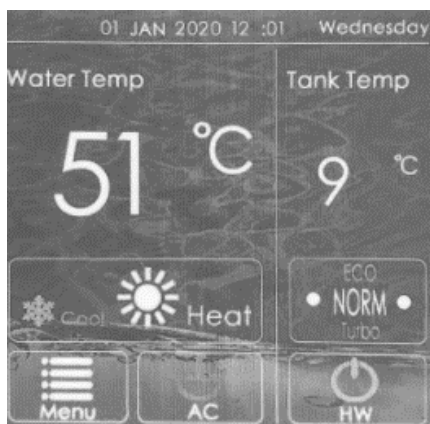 01 JAN 2020 12 :01 Wednesday
Water Temp
51 °C
Tank Temp
9 °C
Cool Heat
ECO
NORM
Turbo
Menu
AC
HW